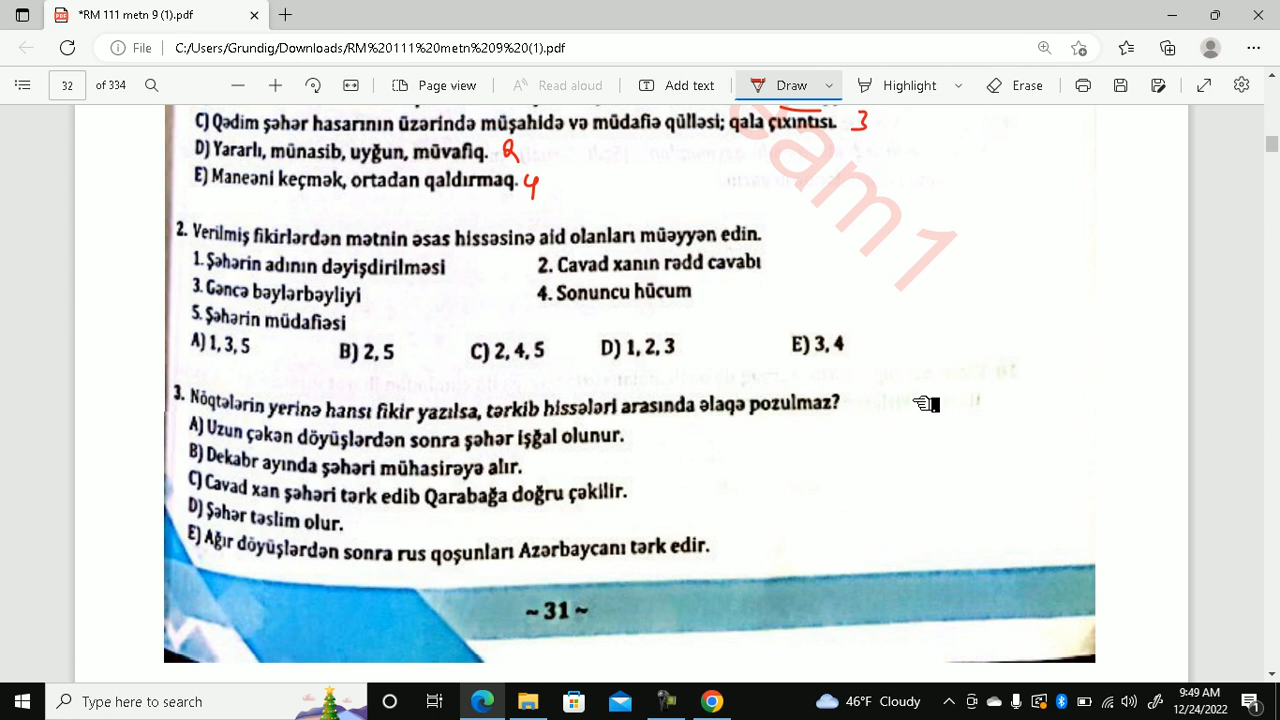 *RM 111 metn 9 (1).pdf
File
C:/Users/Grundig/Downloads/RM%20111%20metn%209%20(1).pdf
32 of 334
Page view
Read aloud
Add text
Draw
Highlight
Erase
C) Qədim şəhər hasarının üzərində müşahidə və müdafiə qülləsi; qala çıxıntısı. 3
D) Yararlı, münasib, uyğun, müvafiq. 2
E) Maneəni keçmək, ortadan qaldırmaq. 4
am1
2. Verilmiş fikirlərdən mətnin əsas hissəsinə aid olanları müəyyən edin.
1. Şəhərin adının dəyişdirilməsi
2. Cavad xanın rədd cavabı
3. Gəncə bəylərbəyliyi
4. Sonuncu hücum
5. Şəhərin müdafiəsi
A) 1, 3, 5
B) 2, 5
C) 2, 4, 5
D) 1, 2, 3
E) 3, 4
3. Nöqtələrin yerinə hansı fikir yazılsa, tərkib hissələri arasında əlaqə pozulmaz?
A) Uzun çəkən döyüşlərdən sonra şəhər işğal olunur.
B) Dekabr ayında şəhəri mühasirəyə alır.
C) Cavad xan şəhəri tərk edib Qarabağa doğru çəkilir.
D) Şəhər təslim olur.
E) Ağır döyüşlərdən sonra rus qoşunları Azərbaycanı tərk edir.
~ 31 ~
Type here to search
46°F Cloudy
9:49 AM
12/24/2022